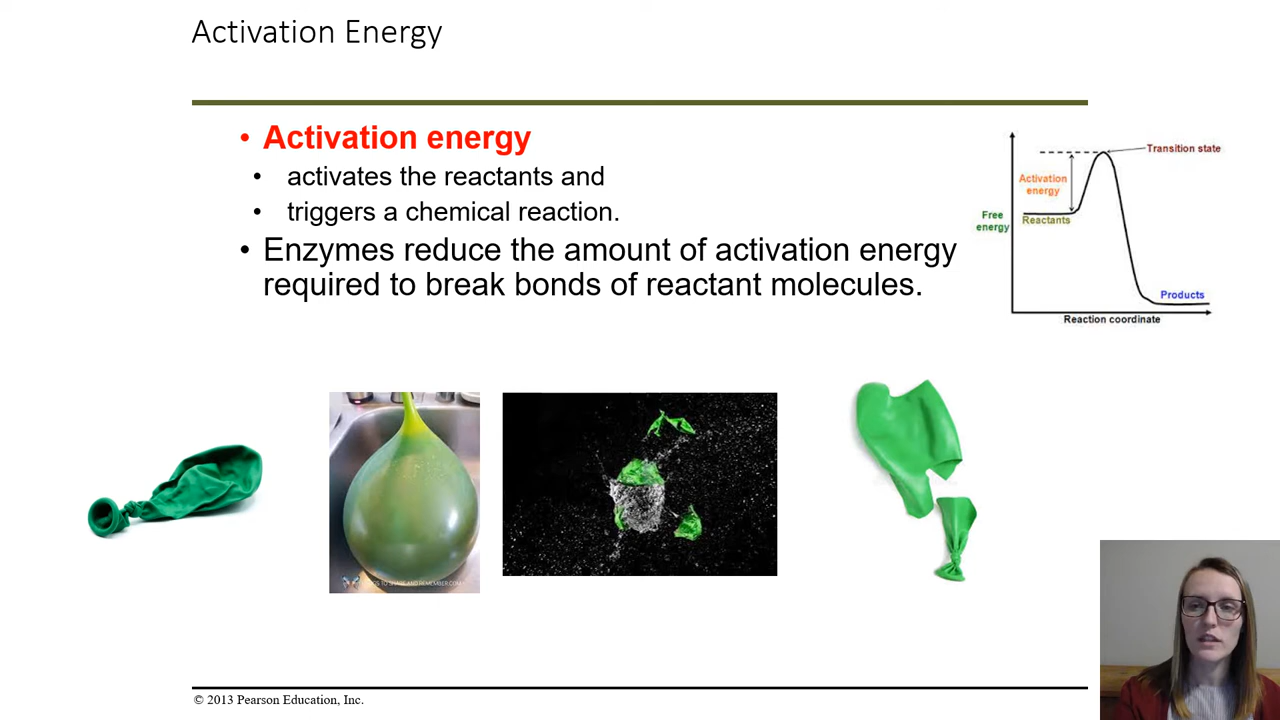 Activation Energy
• Activation energy
• activates the reactants and
• triggers a chemical reaction.
• Enzymes reduce the amount of activation energy
required to break bonds of reactant molecules.
Transition state
Activation
energy
Free
energy
Reactants
Products
Reaction coordinate
© 2013 Pearson Education, Inc.